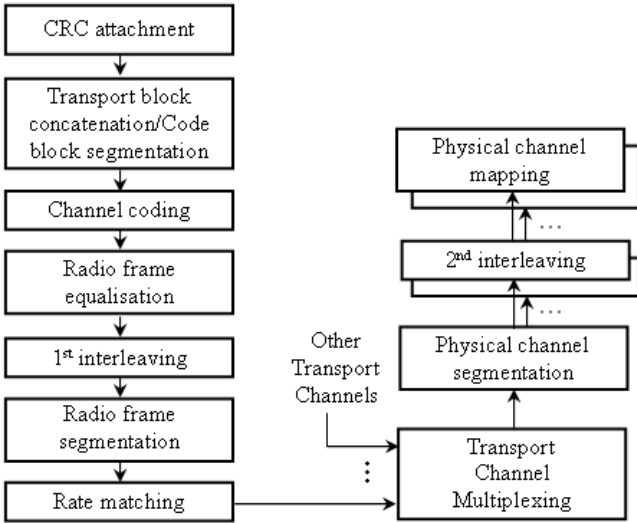 CRC attachment
Transport block
concatenation/Code
block segmentation
Channel coding
Radio frame
equalisation
1st interleaving
Radio frame
segmentation
Rate matching
Physical channel
mapping
...
2nd interleaving
...
Physical channel
segmentation
Other
Transport
Channels
Transport
Channel
Multiplexing